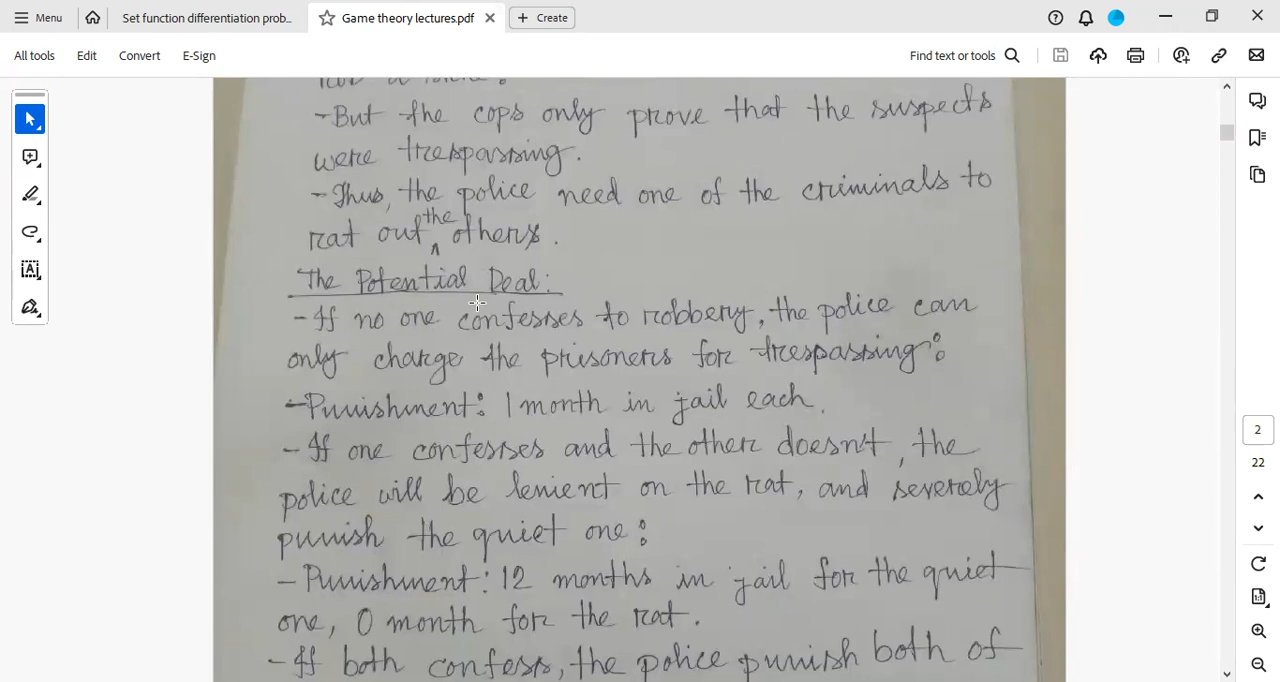 Menu
Set function differentiation prob...
Game theory lectures.pdf
Create
All tools
Edit
Convert
E-Sign
Find text or tools
-But the cops only prove that the suspects
were trespassing.
-Thus, the police need one of the criminals to
rat out the others.
The Potential Deal:
-If no one confesses to robbery, the police can
only charge the prisoners for trespassing:
-Punishment: 1 month in jail each.
-If one confesses and the other doesn't, the
police will be lenient on the rat, and severely
punish the quiet one:
-Punishment: 12 months in jail for the quiet
one, 0 month for the rat.
-If both confess, the police punish both of
2
22